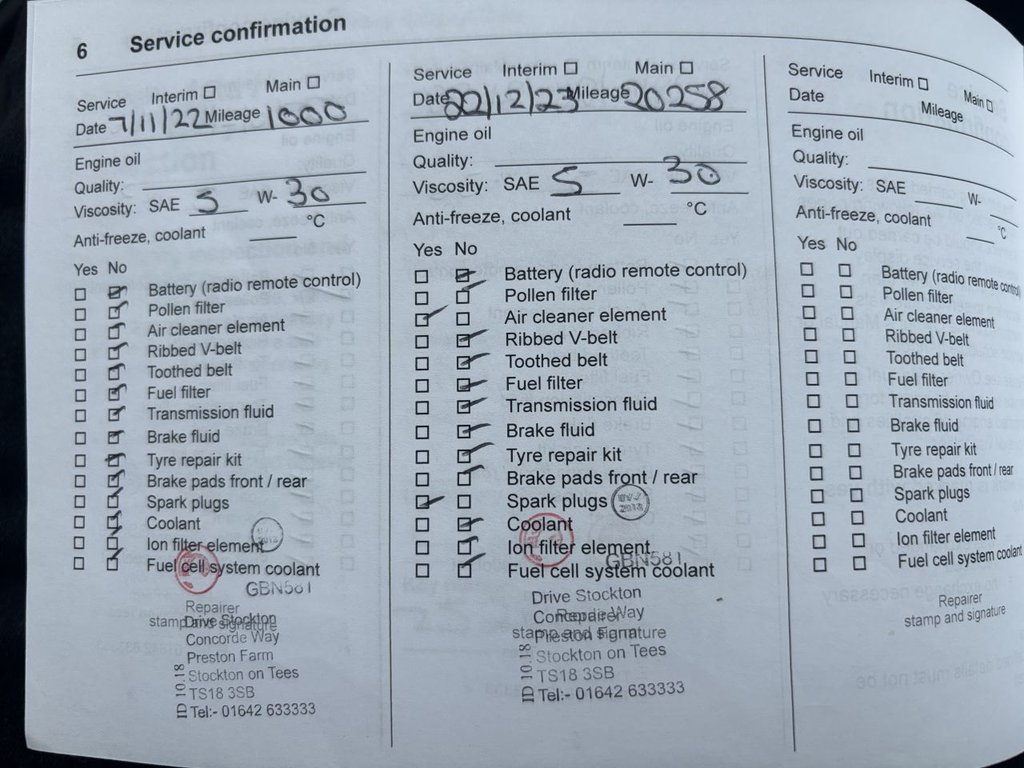 6 Service confirmation
Service Interim ☐ Main ☐
Date 7/11/22 Mileage 1000
Engine oil
Quality:
Viscosity: SAE 5 W- 30
Anti-freeze, coolant °C
Yes No
Battery (radio remote control)
Pollen filter
Air cleaner element
Ribbed V-belt
Toothed belt
Fuel filter
Transmission fluid
Brake fluid
Tyre repair kit
Brake pads front / rear
Spark plugs
Coolant
Ion filter element
Fuel cell system coolant
GBN581
Repairer
stamp and signature
Drive Stockton
Concorde Way
Preston Farm
Stockton on Tees
TS18 3SB
Tel:- 01642 633333
ID 10.18
Service Interim ☐ Main ☐
Date 22/12/23 Mileage 20258
Engine oil
Quality:
Viscosity: SAE 5 W- 30
Anti-freeze, coolant °C
Yes No
Battery (radio remote control)
Pollen filter
Air cleaner element
Ribbed V-belt
Toothed belt
Fuel filter
Transmission fluid
Brake fluid
Tyre repair kit
Brake pads front / rear
Spark plugs
Coolant
Ion filter element
Fuel cell system coolant
GBN581
Drive Stockton
Concorde Way
Repairer
stamp and signature
Preston Farm
Stockton on Tees
TS18 3SB
Tel:- 01642 633333
ID 10.18
Service Interim ☐ Main ☐
Date Mileage
Engine oil
Quality:
Viscosity: SAE W-
Anti-freeze, coolant °C
Yes No
Battery (radio remote control)
Pollen filter
Air cleaner element
Ribbed V-belt
Toothed belt
Fuel filter
Transmission fluid
Brake fluid
Tyre repair kit
Brake pads front / rear
Spark plugs
Coolant
Ion filter element
Fuel cell system coolant
Repairer
stamp and signature